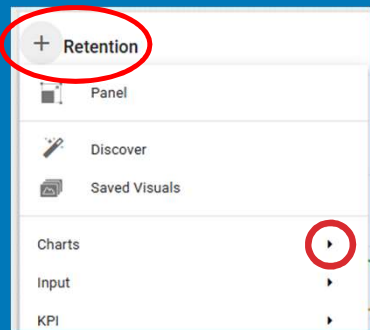 + Retention
Panel
Discover
Saved Visuals
Charts
Input
KPI